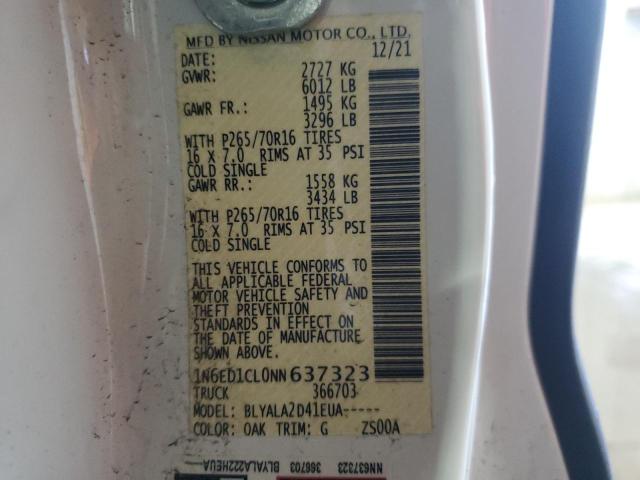 MFD BY NISSAN MOTOR CO., LTD.
DATE: 12/21
GVWR: 2727 KG
6012 LB
GAWR FR.: 1495 KG
3296 LB
WITH P265/70R16 TIRES
16 X 7.0 RIMS AT 35 PSI
COLD SINGLE
GAWR RR.: 1558 KG
3434 LB
WITH P265/70R16 TIRES
16 X 7.0 RIMS AT 35 PSI
COLD SINGLE
THIS VEHICLE CONFORMS TO
ALL APPLICABLE FEDERAL
MOTOR VEHICLE SAFETY AND
THEFT PREVENTION
STANDARDS IN EFFECT ON
THE DATE OF MANUFACTURE
SHOWN ABOVE.
1N6ED1CL0NN637323
TRUCK 366703
MODEL: BLYALA2D41EUA-----
COLOR: OAK TRIM: G ZS00A
NN637323 366703 BLYALA222HEUA